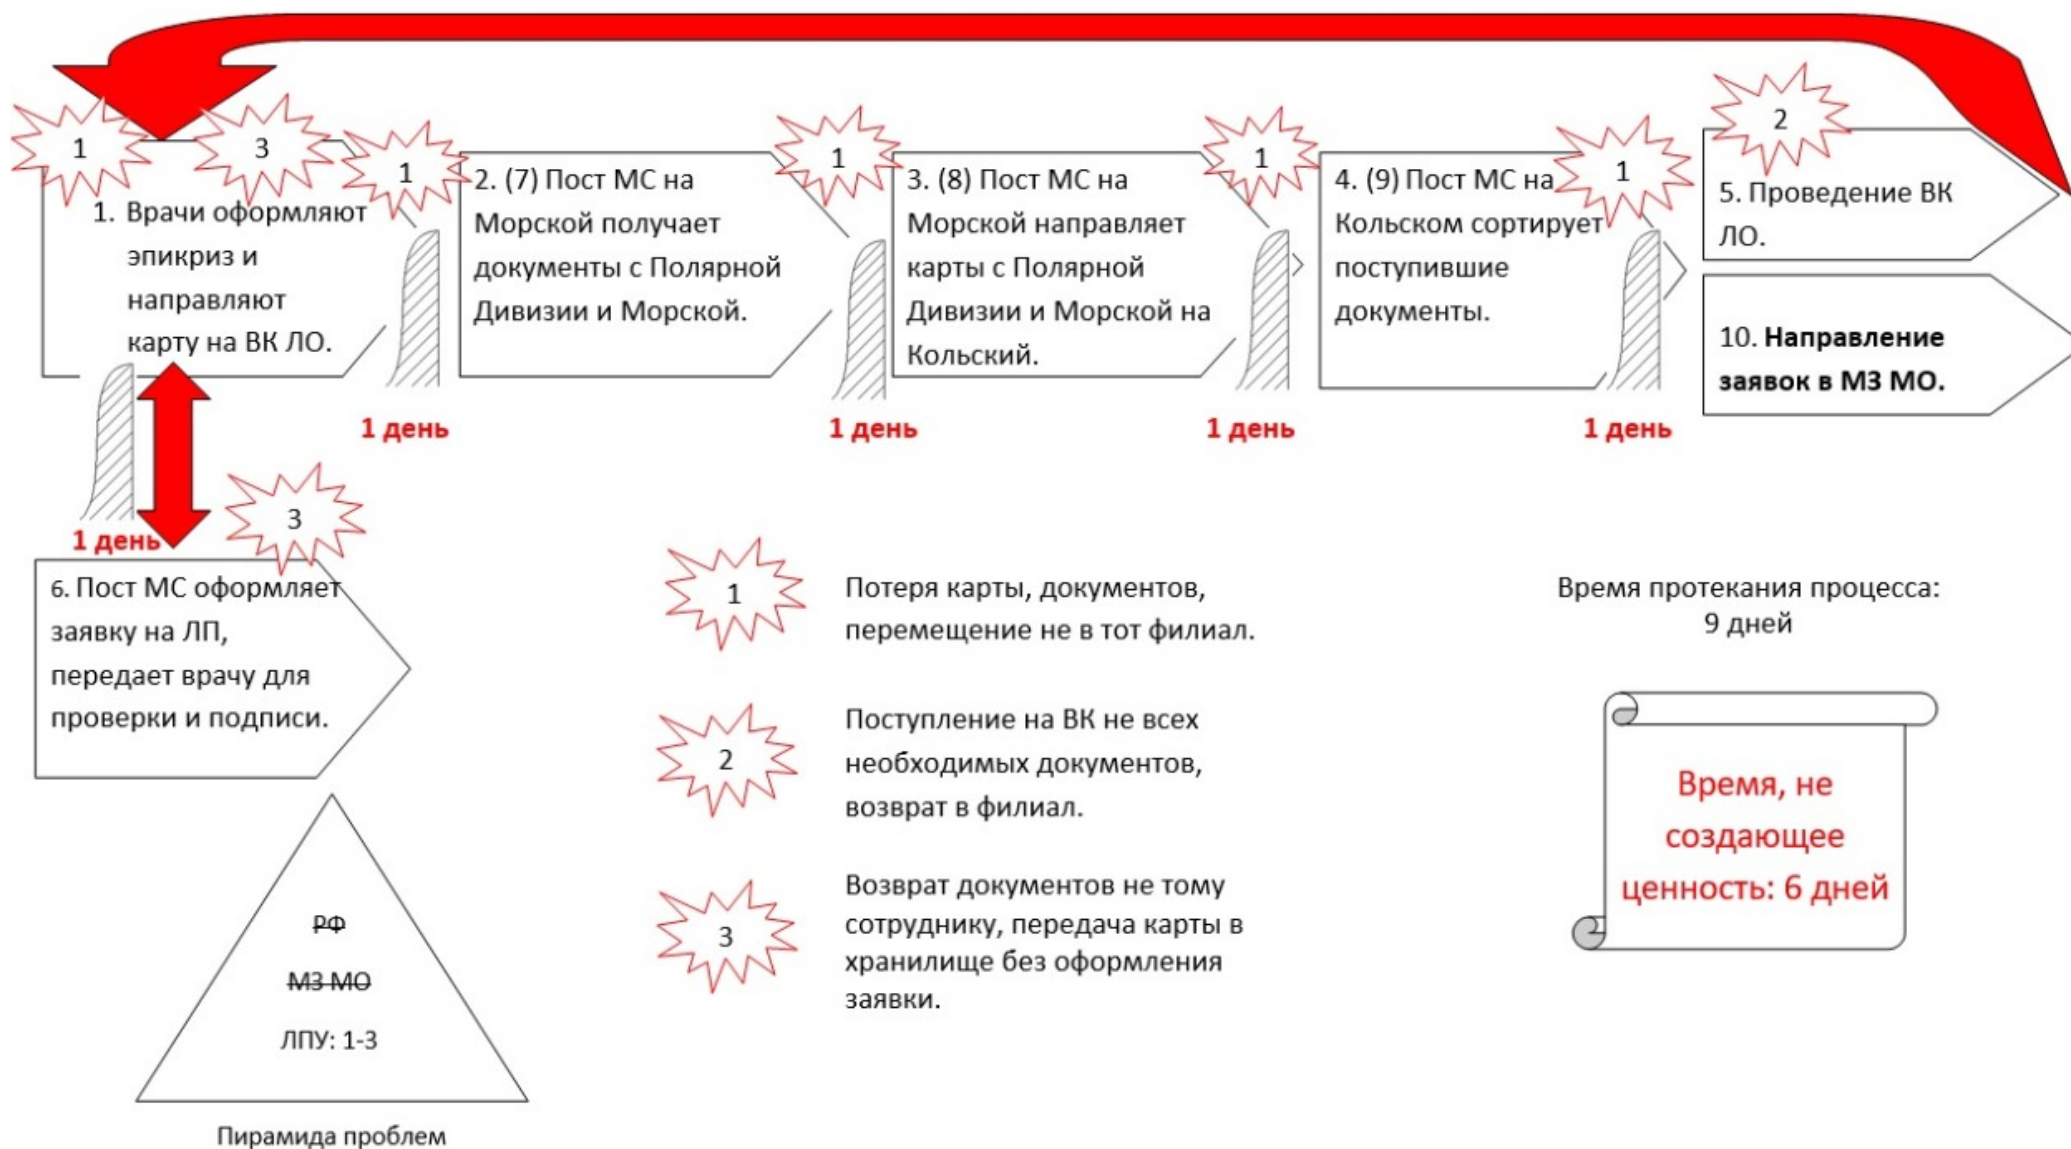 1
3
1. Врачи оформляют
эпикриз и
направляют
карту на ВК ЛО.
1
1 день
2. (7) Пост МС на
Морской получает
документы с Полярной
Дивизии и Морской.
1
1 день
3. (8) Пост МС на
Морской направляет
карты с Полярной
Дивизии и Морской на
Кольский.
1
1 день
4. (9) Пост МС на
Кольском сортирует
поступившие
документы.
1
1 день
2
5. Проведение ВК
ЛО.
10. Направление
заявок в МЗ МО.
1 день
3
6. Пост МС оформляет
заявку на ЛП,
передает врачу для
проверки и подписи.
РФ
МЗ МО
ЛПУ: 1-3
Пирамида проблем
1
Потеря карты, документов,
перемещение не в тот филиал.
2
Поступление на ВК не всех
необходимых документов,
возврат в филиал.
3
Возврат документов не тому
сотруднику, передача карты в
хранилище без оформления
заявки.
Время протекания процесса:
9 дней
Время, не
создающее
ценность: 6 дней